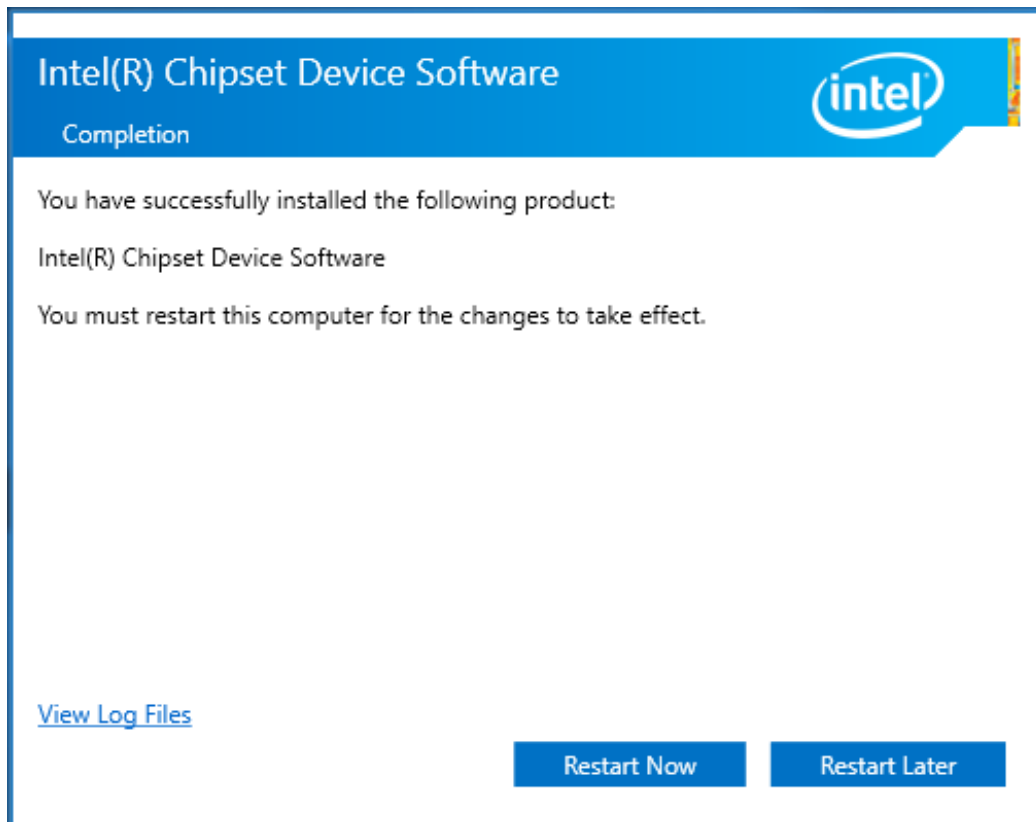 Intel(R) Chipset Device Software
intel
Completion
You have successfully installed the following product:
Intel(R) Chipset Device Software
You must restart this computer for the changes to take effect.
View Log Files
Restart Now
Restart Later